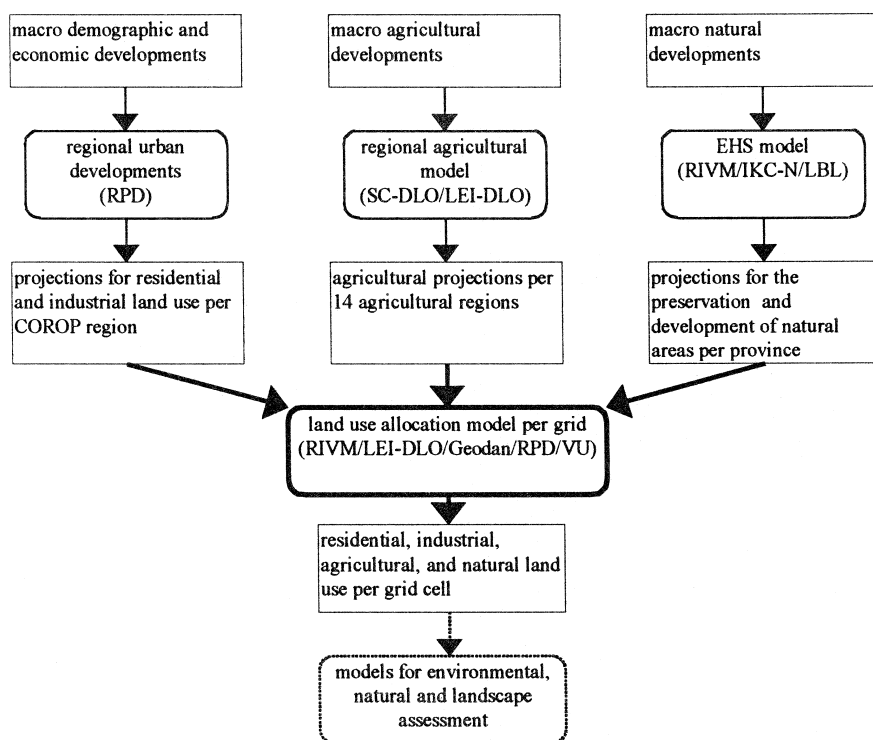 macro demographic and
economic developments
macro agricultural
developments
macro natural
developments
regional urban
developments
(RPD)
regional agricultural
model
(SC-DLO/LEI-DLO)
EHS model
(RIVM/IKC-N/LBL)
projections for residential
and industrial land use per
COROP region
agricultural projections per
14 agricultural regions
projections for the
preservation and
development of natural
areas per province
land use allocation model per grid
(RIVM/LEI-DLO/Geodan/RPD/VU)
residential, industrial,
agricultural, and natural land
use per grid cell
models for environmental,
natural and landscape
assessment